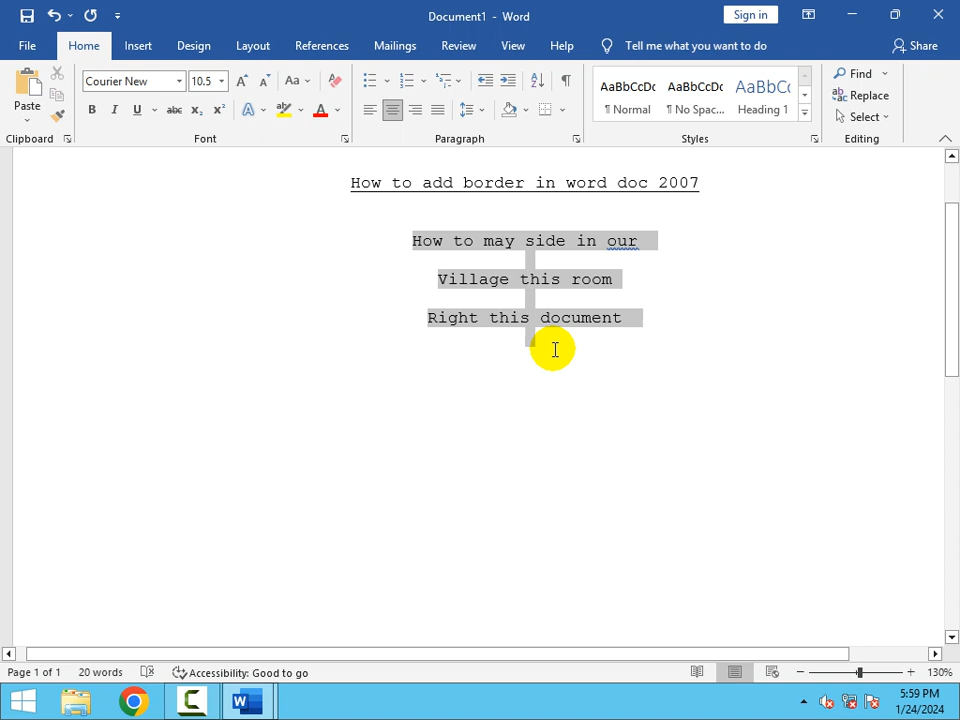 Document1 - Word
Sign in
File Home Insert Design Layout References Mailings Review View Help Tell me what you want to do Share
Paste
Courier New 10.5 Aa
B I U abc x₂ x² A A
AaBbCcDc AaBbCcDc AaBbCc
¶ Normal ¶ No Spac... Heading 1
Find
Replace
Select
Clipboard Font Paragraph Styles Editing
How to add border in word doc 2007
How to may side in our
Village this room
Right this document
Page 1 of 1 20 words Accessibility: Good to go 130%
5:59 PM
1/24/2024